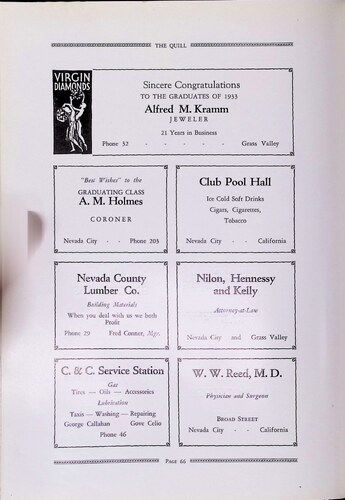 THE QUILL
VIRGIN
DIAMONDS
Sincere Congratulations
TO THE GRADUATES OF 1933
Alfred M. Kramm
JEWELER
21 Years in Business
Phone 32 - - - - - Grass Valley
"Best Wishes" to the
GRADUATING CLASS
A. M. Holmes
CORONER
Nevada City - - Phone 203
Club Pool Hall
Ice Cold Soft Drinks
Cigars, Cigarettes,
Tobacco
Nevada City - - California
Nevada County
Lumber Co.
Building Materials
When you deal with us we both
Profit
Phone 29 Fred Conner, Mgr.
Nilon, Hennessy
and Kelly
Attorney-at-Law
Nevada City and Grass Valley
C. & C. Service Station
Gas
Tires — Oils — Accessories
Lubrication
Taxis — Washing — Repairing
George Callahan Gove Celio
Phone 46
W. W. Reed, M. D.
Physician and Surgeon
BROAD STREET
Nevada City - - California
PAGE 66